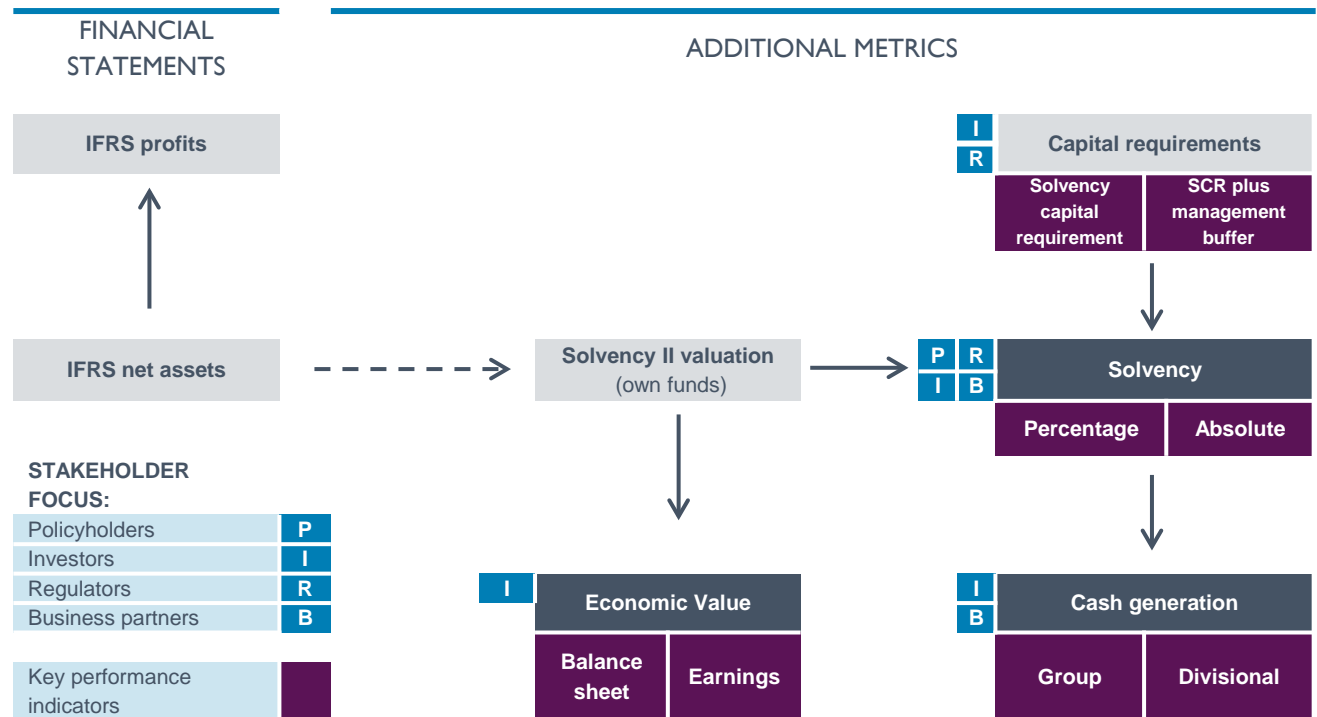 FINANCIAL
STATEMENTS
ADDITIONAL METRICS
IFRS profits
I
R
Capital requirements
Solvency
capital
requirement
SCR plus
management
buffer
IFRS net assets
Solvency II valuation
(own funds)
P R
I B
Solvency
Percentage
Absolute
STAKEHOLDER
FOCUS:
Policyholders P
Investors I
Regulators R
Business partners B
Key performance
indicators
I
Economic Value
Balance
sheet
Earnings
I
B
Cash generation
Group
Divisional